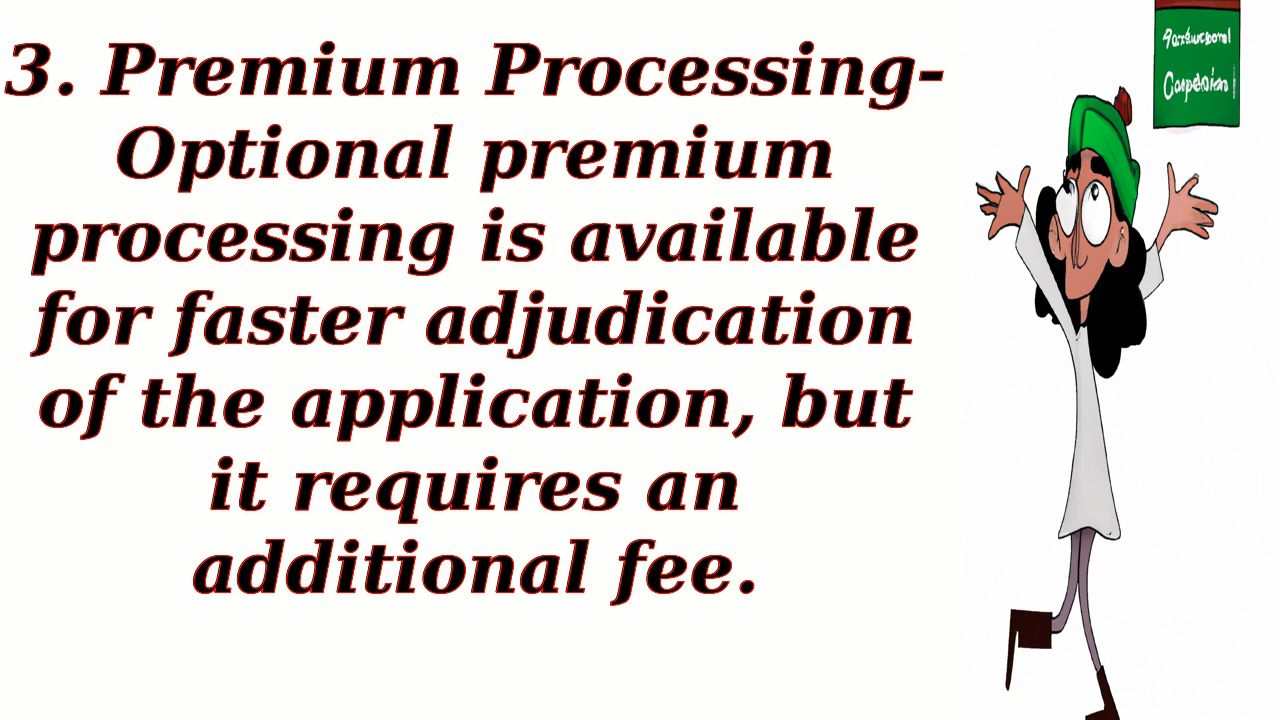 3. Premium Processing-
Optional premium
processing is available
for faster adjudication
of the application, but
it requires an
additional fee.